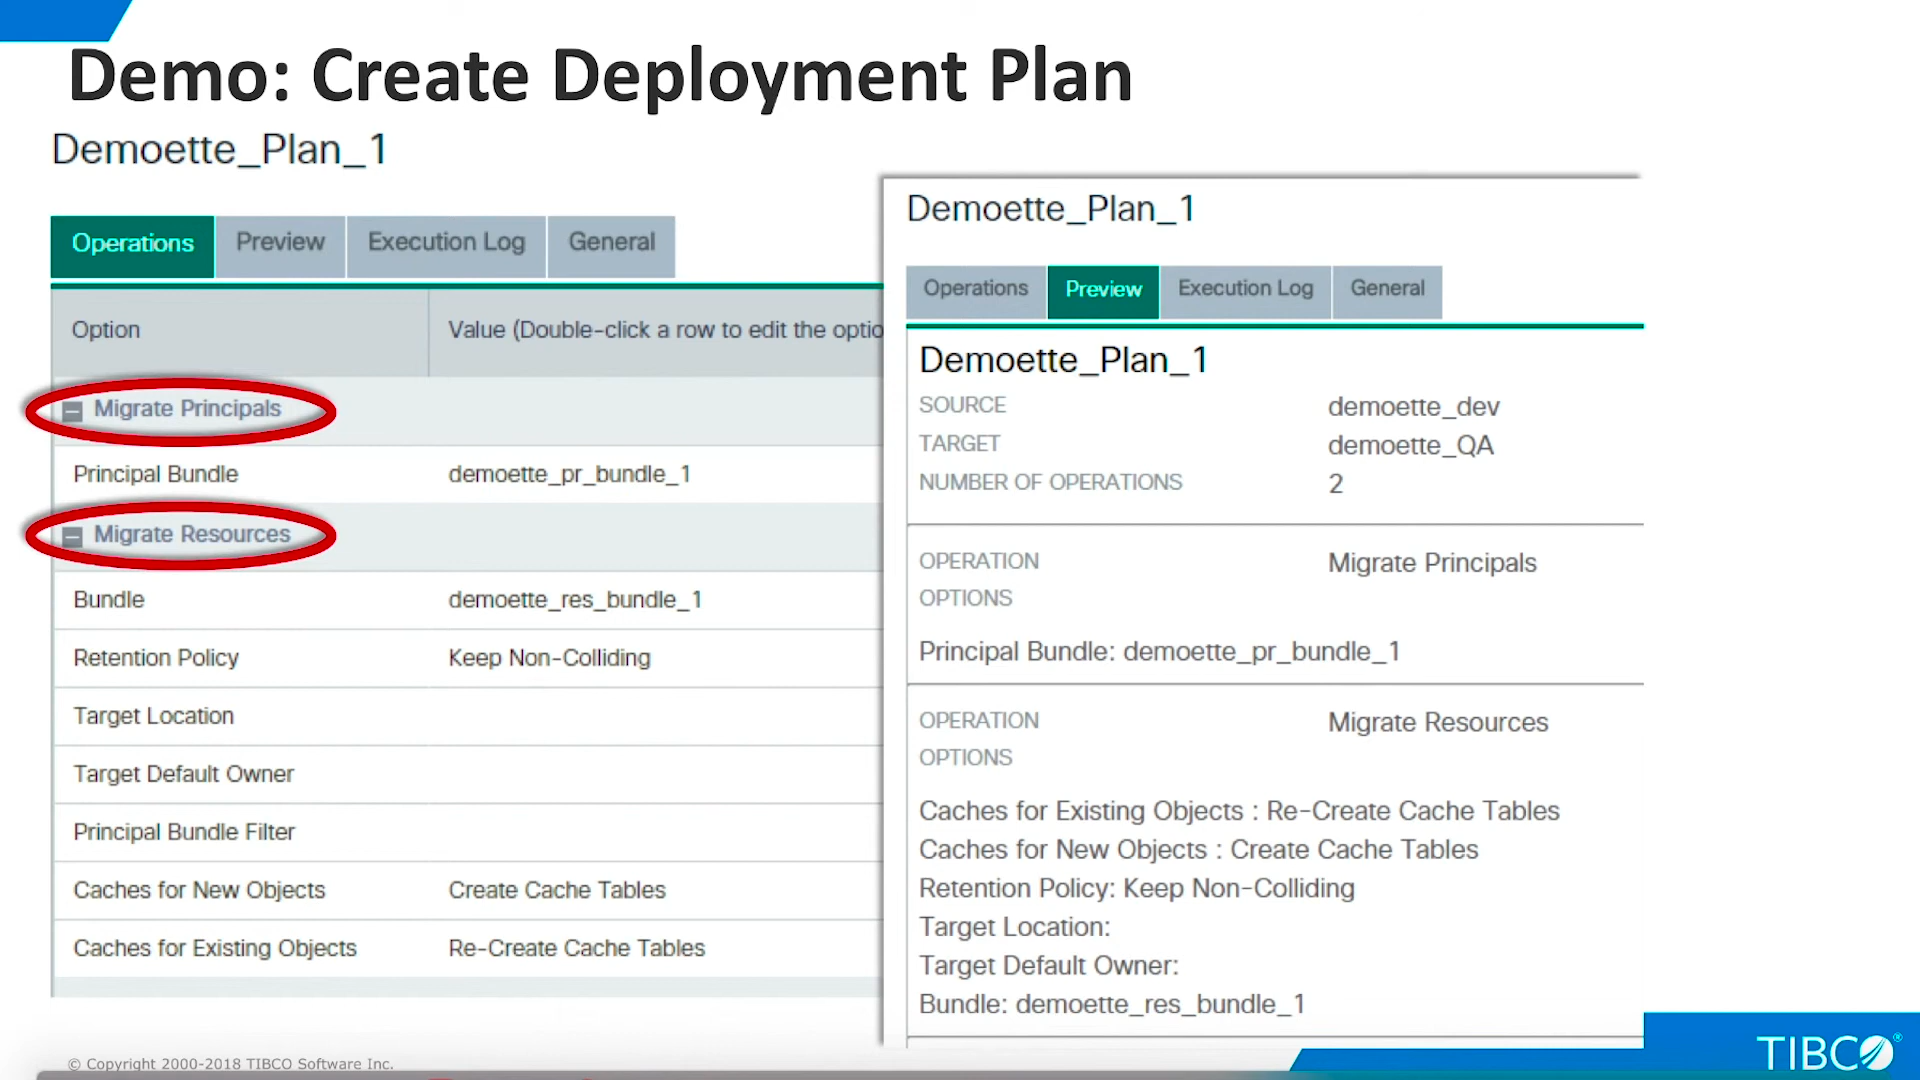 Demo: Create Deployment Plan
Demoette_Plan_1
Operations Preview Execution Log General
Option Value (Double-click a row to edit the optio
Migrate Principals
Principal Bundle demoette_pr_bundle_1
Migrate Resources
Bundle demoette_res_bundle_1
Retention Policy Keep Non-Colliding
Target Location
Target Default Owner
Principal Bundle Filter
Caches for New Objects Create Cache Tables
Caches for Existing Objects Re-Create Cache Tables
Demoette_Plan_1
Operations Preview Execution Log General
Demoette_Plan_1
SOURCE demoette_dev
TARGET demoette_QA
NUMBER OF OPERATIONS 2
OPERATION Migrate Principals
OPTIONS
Principal Bundle: demoette_pr_bundle_1
OPERATION Migrate Resources
OPTIONS
Caches for Existing Objects : Re-Create Cache Tables
Caches for New Objects : Create Cache Tables
Retention Policy: Keep Non-Colliding
Target Location:
Target Default Owner:
Bundle: demoette_res_bundle_1
© Copyright 2000-2018 TIBCO Software Inc.
TIBCO®